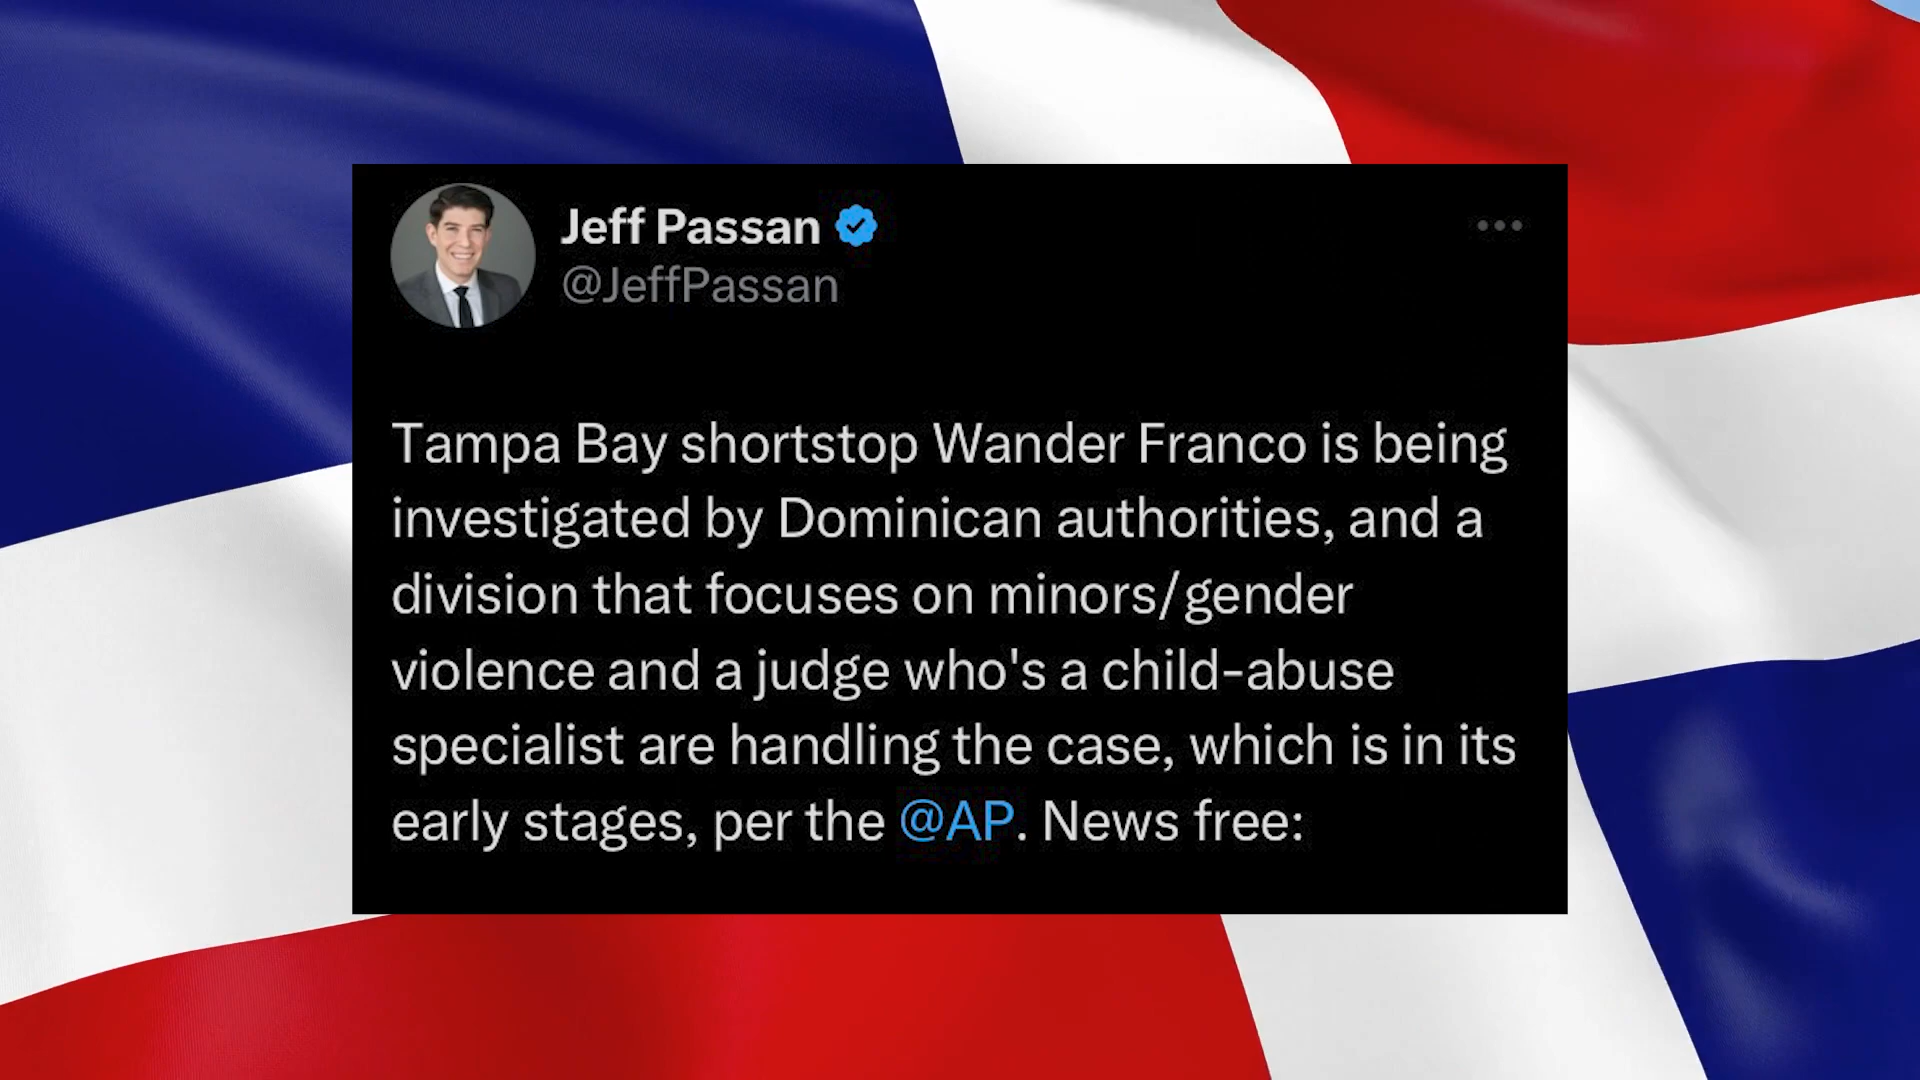 Jeff Passan
@JeffPassan
Tampa Bay shortstop Wander Franco is being
investigated by Dominican authorities, and a
division that focuses on minors/gender
violence and a judge who's a child-abuse
specialist are handling the case, which is in its
early stages, per the @AP. News free: